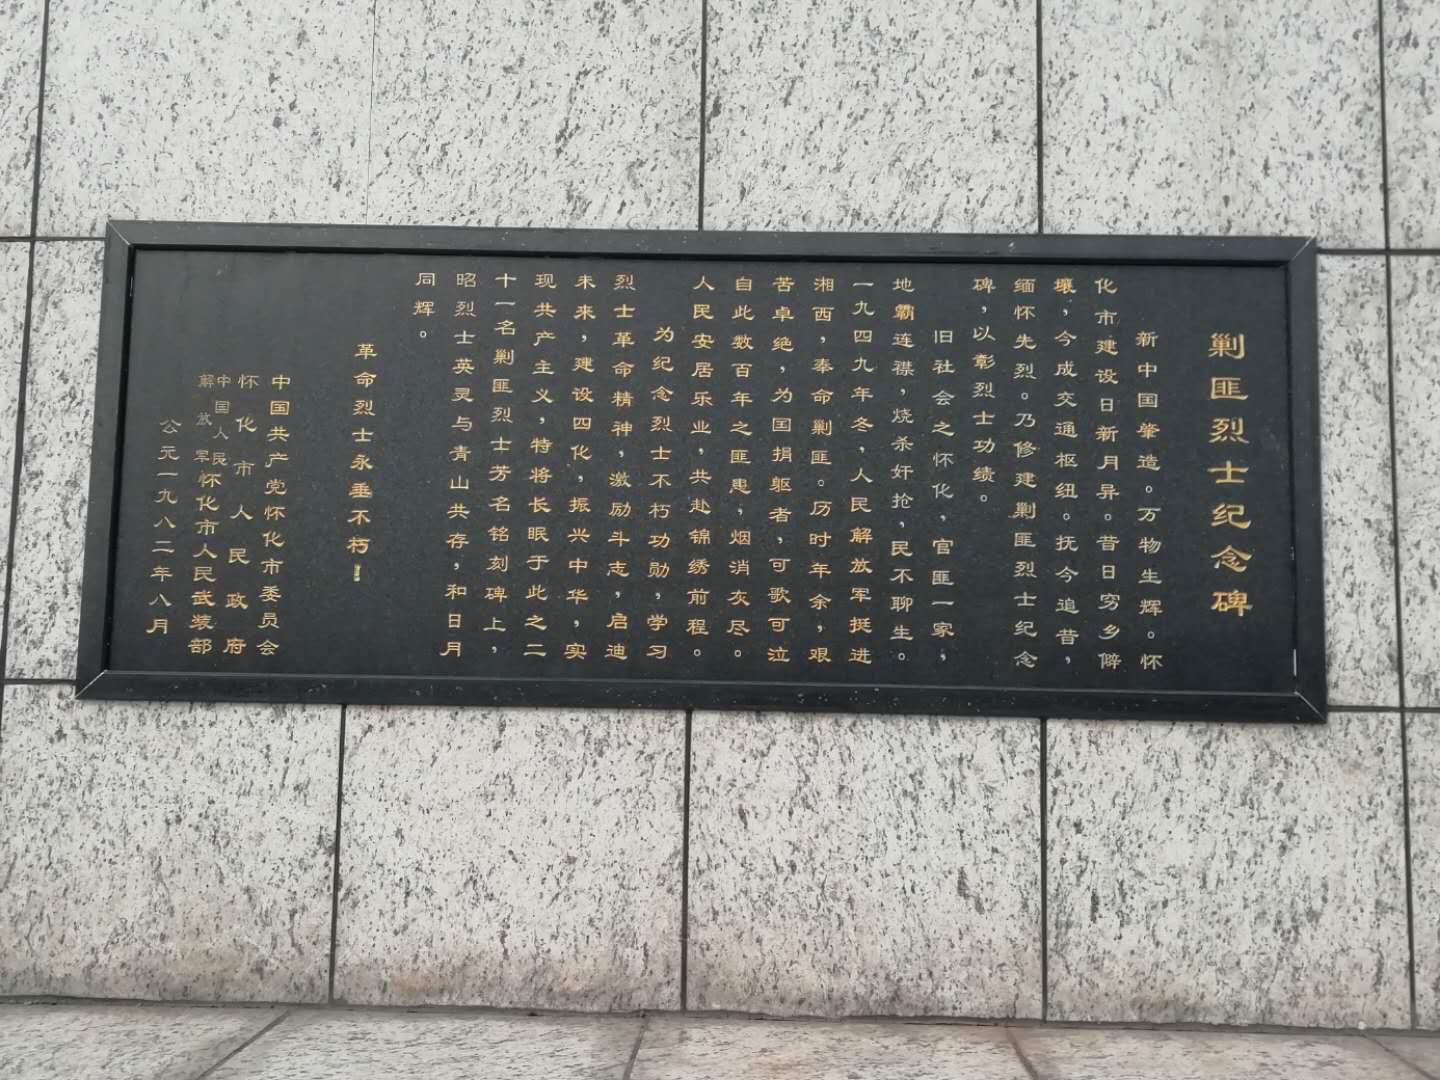 剿匪烈士纪念碑
新中国肇造。万物生辉。怀
化市建设日新月异。昔日穷乡僻
壤，今成交通枢纽。抚今追昔，
缅怀先烈。乃修建剿匪烈士纪念
碑，以彰烈士功绩。
旧社会之怀化，官匪一家，
地霸连襟，烧杀奸抢，民不聊生。
一九四九年冬，人民解放军挺进
湘西，奉命剿匪。历时年余，艰
苦卓绝，为国捐躯者，可歌可泣
自此数百年之匪患，烟消灰尽。
人民安居乐业，共赴锦绣前程。
为纪念烈士不朽功勋，学习
烈士革命精神，激励斗志，启迪
未来，建设四化，振兴中华，实
现共产主义，特将长眠于此之二
十一名剿匪烈士芳名铭刻碑上，
昭烈士英灵与青山共存，和日月
同辉。
革命烈士永垂不朽！
中国共产党怀化市委员会
怀化市人民政府
中国人民解放军怀化市人民武装部
公元一九八二年八月